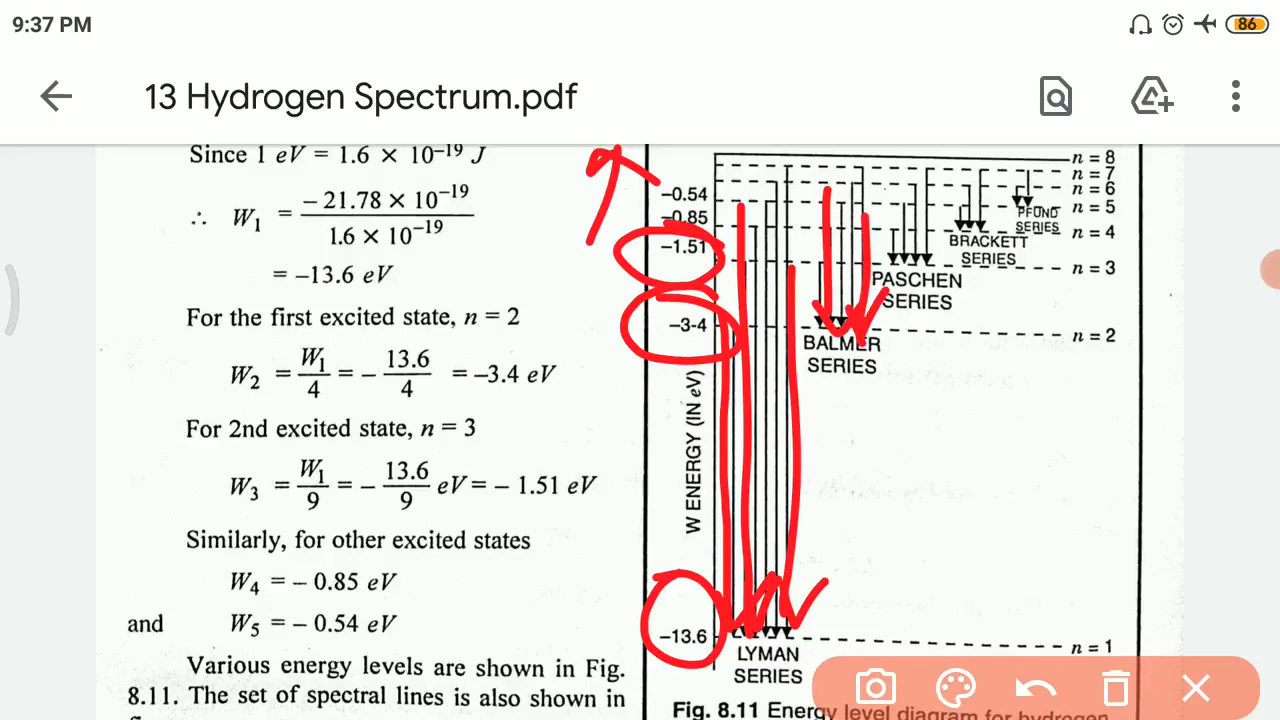 9:37 PM
86
13 Hydrogen Spectrum.pdf
Since 1 eV = 1.6 × 10⁻¹⁹ J
∴ W₁ = – 21.78 × 10⁻¹⁹ / 1.6 × 10⁻¹⁹
= –13.6 eV
For the first excited state, n = 2
W₂ = W₁/4 = – 13.6/4 = –3.4 eV
For 2nd excited state, n = 3
W₃ = W₁/9 = – 13.6/9 eV = – 1.51 eV
Similarly, for other excited states
W₄ = – 0.85 eV
and W₅ = – 0.54 eV
Various energy levels are shown in Fig.
8.11. The set of spectral lines is also shown in
n = 8
n = 7
n = 6
–0.54
n = 5
–0.85
n = 4
–1.51
n = 3
–3-4
n = 2
–13.6
n = 1
W ENERGY (IN eV)
PFUND
SERIES
BRACKETT
SERIES
PASCHEN
SERIES
BALMER
SERIES
LYMAN
SERIES
Fig. 8.11 Energy level diagram for hydrogen